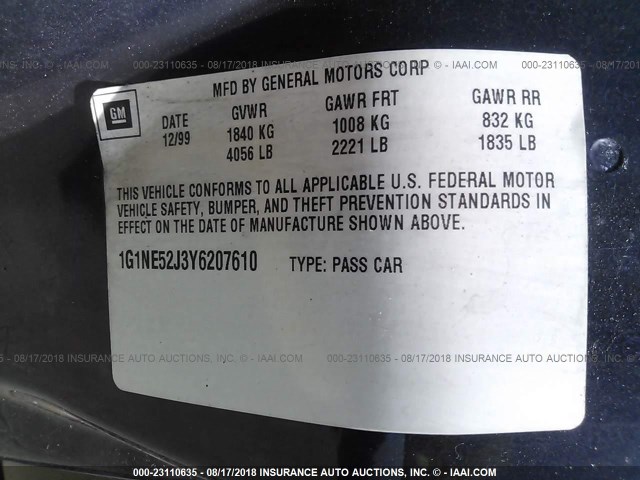 000-23110635 - 08/17/2018 INSURANCE AUTO AUCTIONS, INC. - © - IAAI.COM
MFD BY GENERAL MOTORS CORP
GM
DATE GVWR GAWR FRT GAWR RR
12/99 1840 KG 1008 KG 832 KG
4056 LB 2221 LB 1835 LB
THIS VEHICLE CONFORMS TO ALL APPLICABLE U.S. FEDERAL MOTOR
VEHICLE SAFETY, BUMPER, AND THEFT PREVENTION STANDARDS IN
EFFECT ON THE DATE OF MANUFACTURE SHOWN ABOVE.
1G1NE52J3Y6207610 TYPE: PASS CAR
000-23110635 - 08/17/2018 INSURANCE AUTO AUCTIONS, INC. - © - IAAI.COM
000-23110635 - 08/17/2018 INSURANCE AUTO AUCTIONS, INC. - © - IAAI.COM